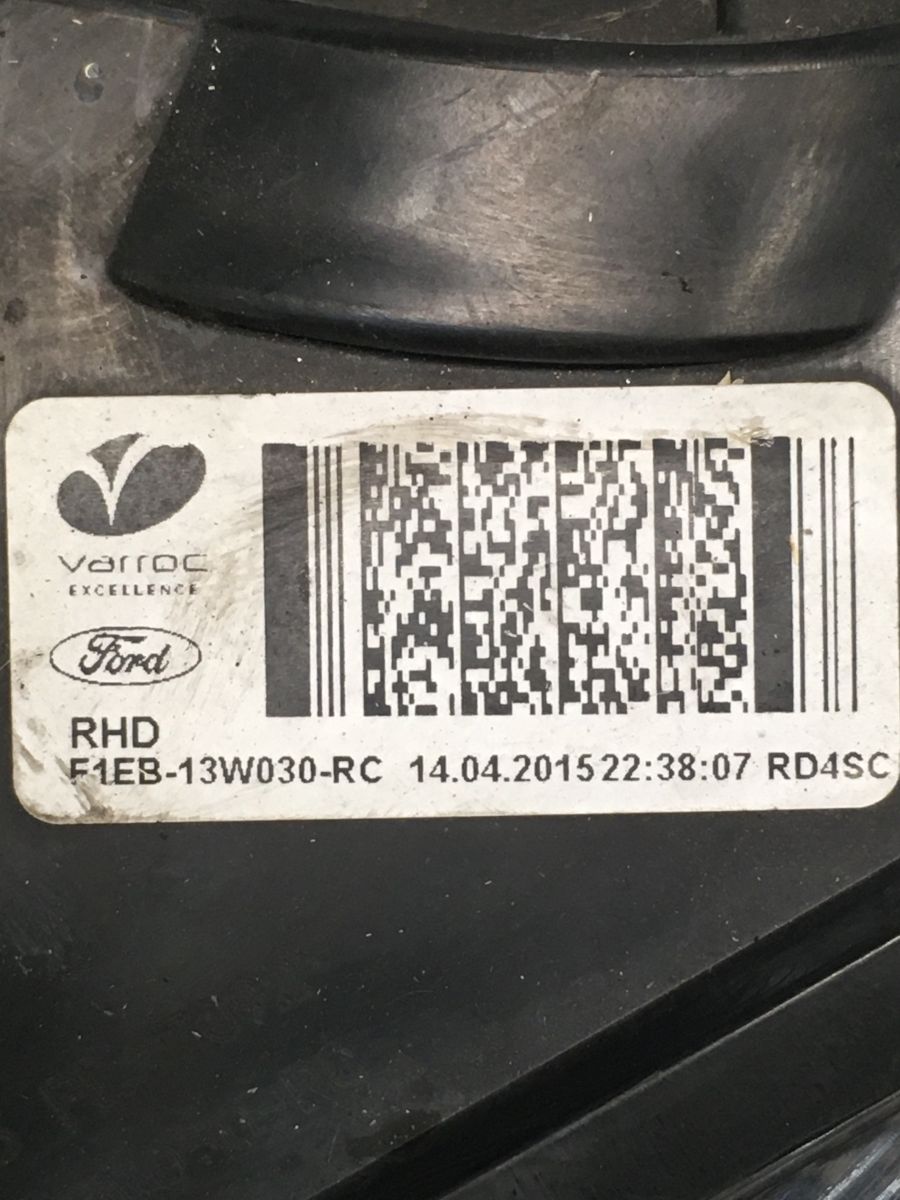 varroc
EXCELLENCE
Ford
RHD
F1EB-13W030-RC 14.04.2015 22:38:07 RD4SC